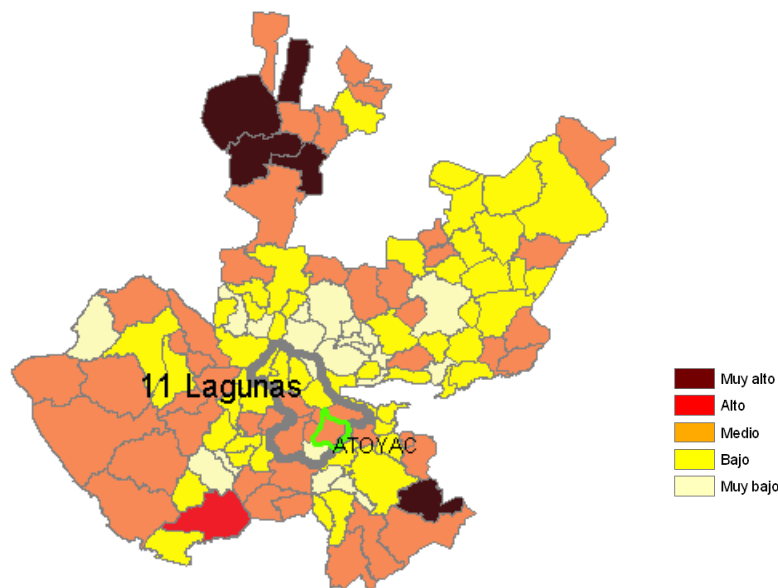 11 Lagunas
ATOYAC
Muy alto
Alto
Medio
Bajo
Muy bajo